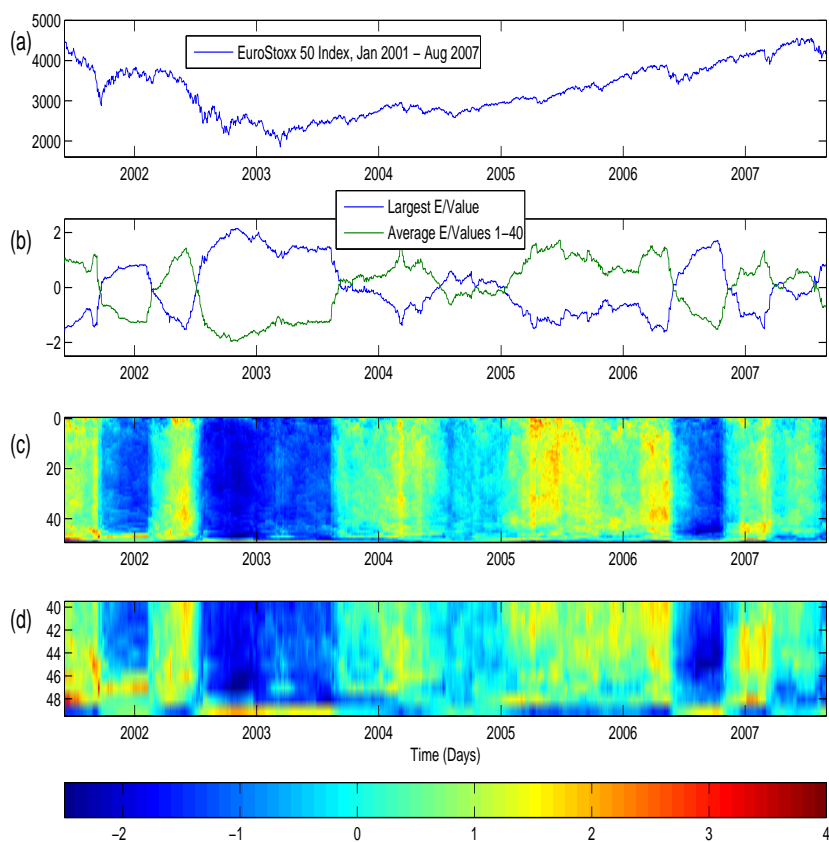 (a)
5000
4000
3000
2000
EuroStoxx 50 Index, Jan 2001 − Aug 2007
2002 2003 2004 2005 2006 2007
(b)
2
0
−2
Largest E/Value
Average E/Values 1−40
2002 2003 2004 2005 2006 2007
(c)
0
20
40
2002 2003 2004 2005 2006 2007
(d)
40
42
44
46
48
2002 2003 2004 2005 2006 2007
Time (Days)
−2 −1 0 1 2 3 4